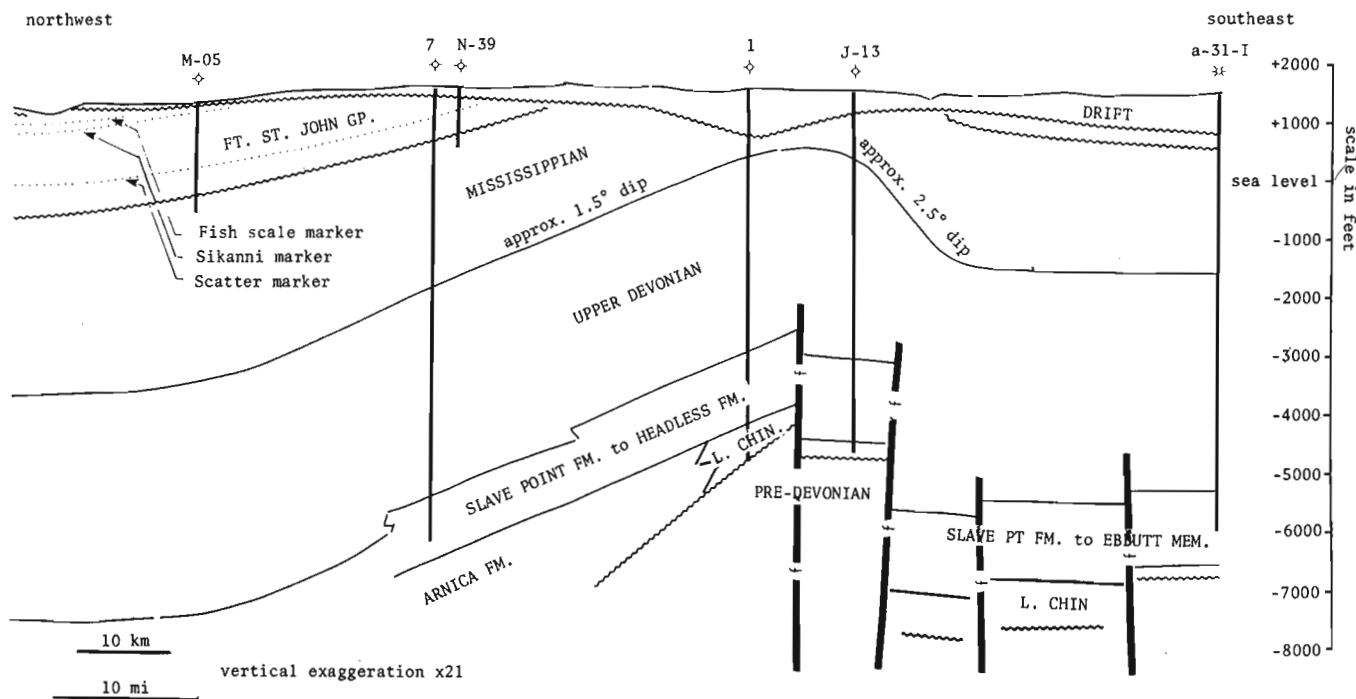 northwest
southeast
M-05
7
N-39
1
J-13
a-31-I
+2000
+1000
sea level
-1000
-2000
-3000
-4000
-5000
-6000
-7000
-8000
scale in feet
DRIFT
FT. ST. JOHN GP.
MISSISSIPPIAN
approx. 1.5° dip
approx. 2.5° dip
Fish scale marker
Sikanni marker
Scatter marker
UPPER DEVONIAN
f
f
SLAVE POINT FM. to HEADLESS FM.
L. CHIN.
f
PRE-DEVONIAN
ARNICA FM.
f
f
f
f
f
SLAVE PT FM. to EBBUTT MEM.
L. CHIN
10 km
vertical exaggeration x21
10 mi